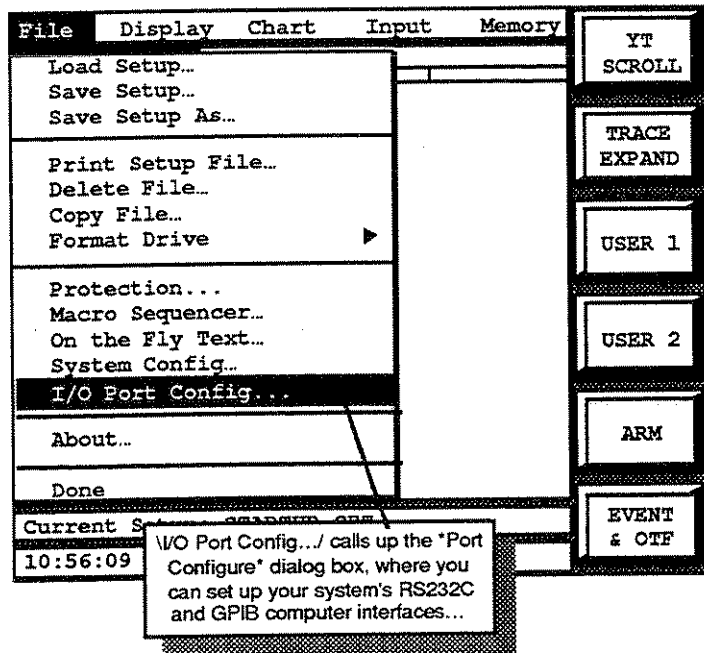 File Display Chart Input Memory
Load Setup…
Save Setup…
Save Setup As…
Print Setup File…
Delete File…
Copy File…
Format Drive
Protection...
Macro Sequencer…
On the Fly Text…
System Config…
I/O Port Config...
About…
Done
Current
10:56:09
\I/O Port Config.../ calls up the *Port
Configure* dialog box, where you
can set up your system's RS232C
and GPIB computer interfaces...
YT
SCROLL
TRACE
EXPAND
USER 1
USER 2
ARM
EVENT
& OTF